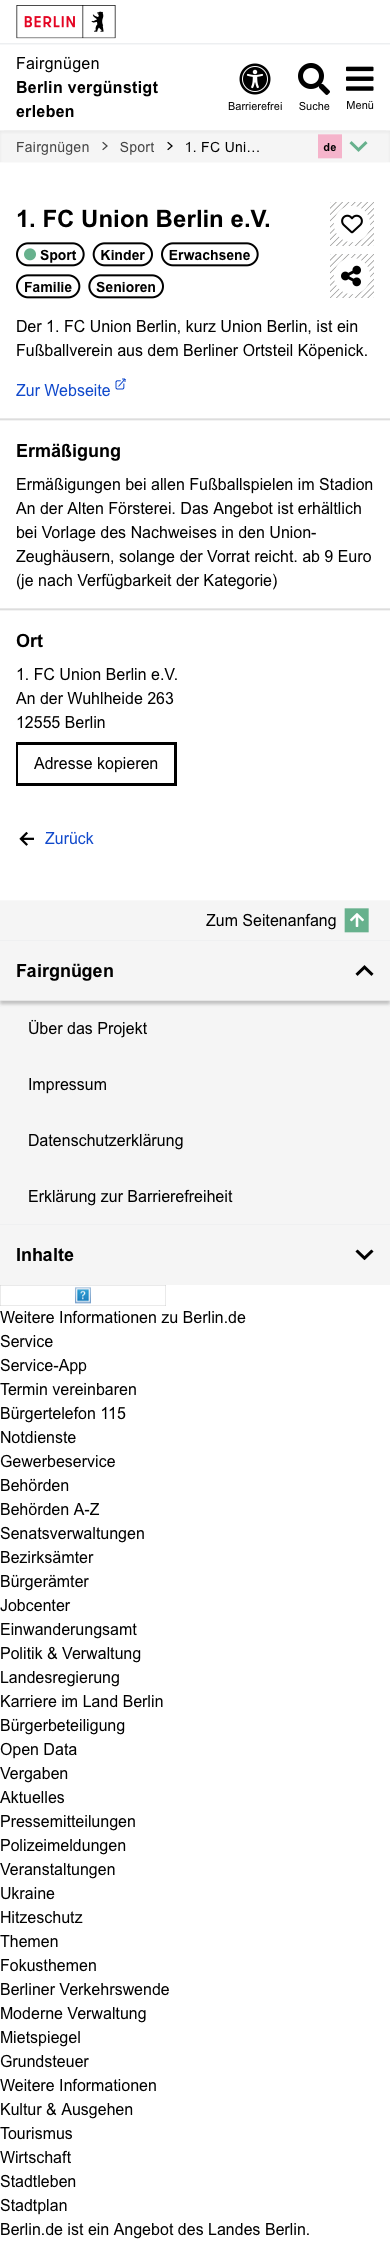 BERLIN
Fairgnügen
Berlin vergünstigt
erleben
Barrierefrei
Suche
Menü
Fairgnügen > Sport > 1. FC Uni…
de
1. FC Union Berlin e.V.
Sport
Kinder
Erwachsene
Familie
Senioren
Der 1. FC Union Berlin, kurz Union Berlin, ist ein
Fußballverein aus dem Berliner Ortsteil Köpenick.
Zur Webseite
Ermäßigung
Ermäßigungen bei allen Fußballspielen im Stadion
An der Alten Försterei. Das Angebot ist erhältlich
bei Vorlage des Nachweises in den Union-
Zeughäusern, solange der Vorrat reicht. ab 9 Euro
(je nach Verfügbarkeit der Kategorie)
Ort
1. FC Union Berlin e.V.
An der Wuhlheide 263
12555 Berlin
Adresse kopieren
Zurück
Zum Seitenanfang
Fairgnügen
Über das Projekt
Impressum
Datenschutzerklärung
Erklärung zur Barrierefreiheit
Inhalte
Weitere Informationen zu Berlin.de
Service
Service-App
Termin vereinbaren
Bürgertelefon 115
Notdienste
Gewerbeservice
Behörden
Behörden A-Z
Senatsverwaltungen
Bezirksämter
Bürgerämter
Jobcenter
Einwanderungsamt
Politik & Verwaltung
Landesregierung
Karriere im Land Berlin
Bürgerbeteiligung
Open Data
Vergaben
Aktuelles
Pressemitteilungen
Polizeimeldungen
Veranstaltungen
Ukraine
Hitzeschutz
Themen
Fokusthemen
Berliner Verkehrswende
Moderne Verwaltung
Mietspiegel
Grundsteuer
Weitere Informationen
Kultur & Ausgehen
Tourismus
Wirtschaft
Stadtleben
Stadtplan
Berlin.de ist ein Angebot des Landes Berlin.